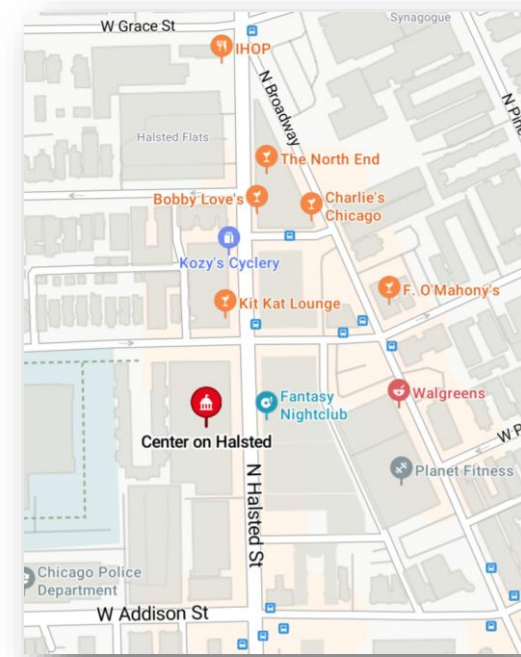 Synagogue
W Grace St
IHOP
N Broadway
N Pin
Halsted Flats
The North End
Bobby Love's
Charlie's
Chicago
Kozy's Cyclery
F. O'Mahony's
Kit Kat Lounge
Walgreens
Fantasy
Nightclub
Center on Halsted
W P
Planet Fitness
N Halsted St
Chicago Police
Department
W Addison St